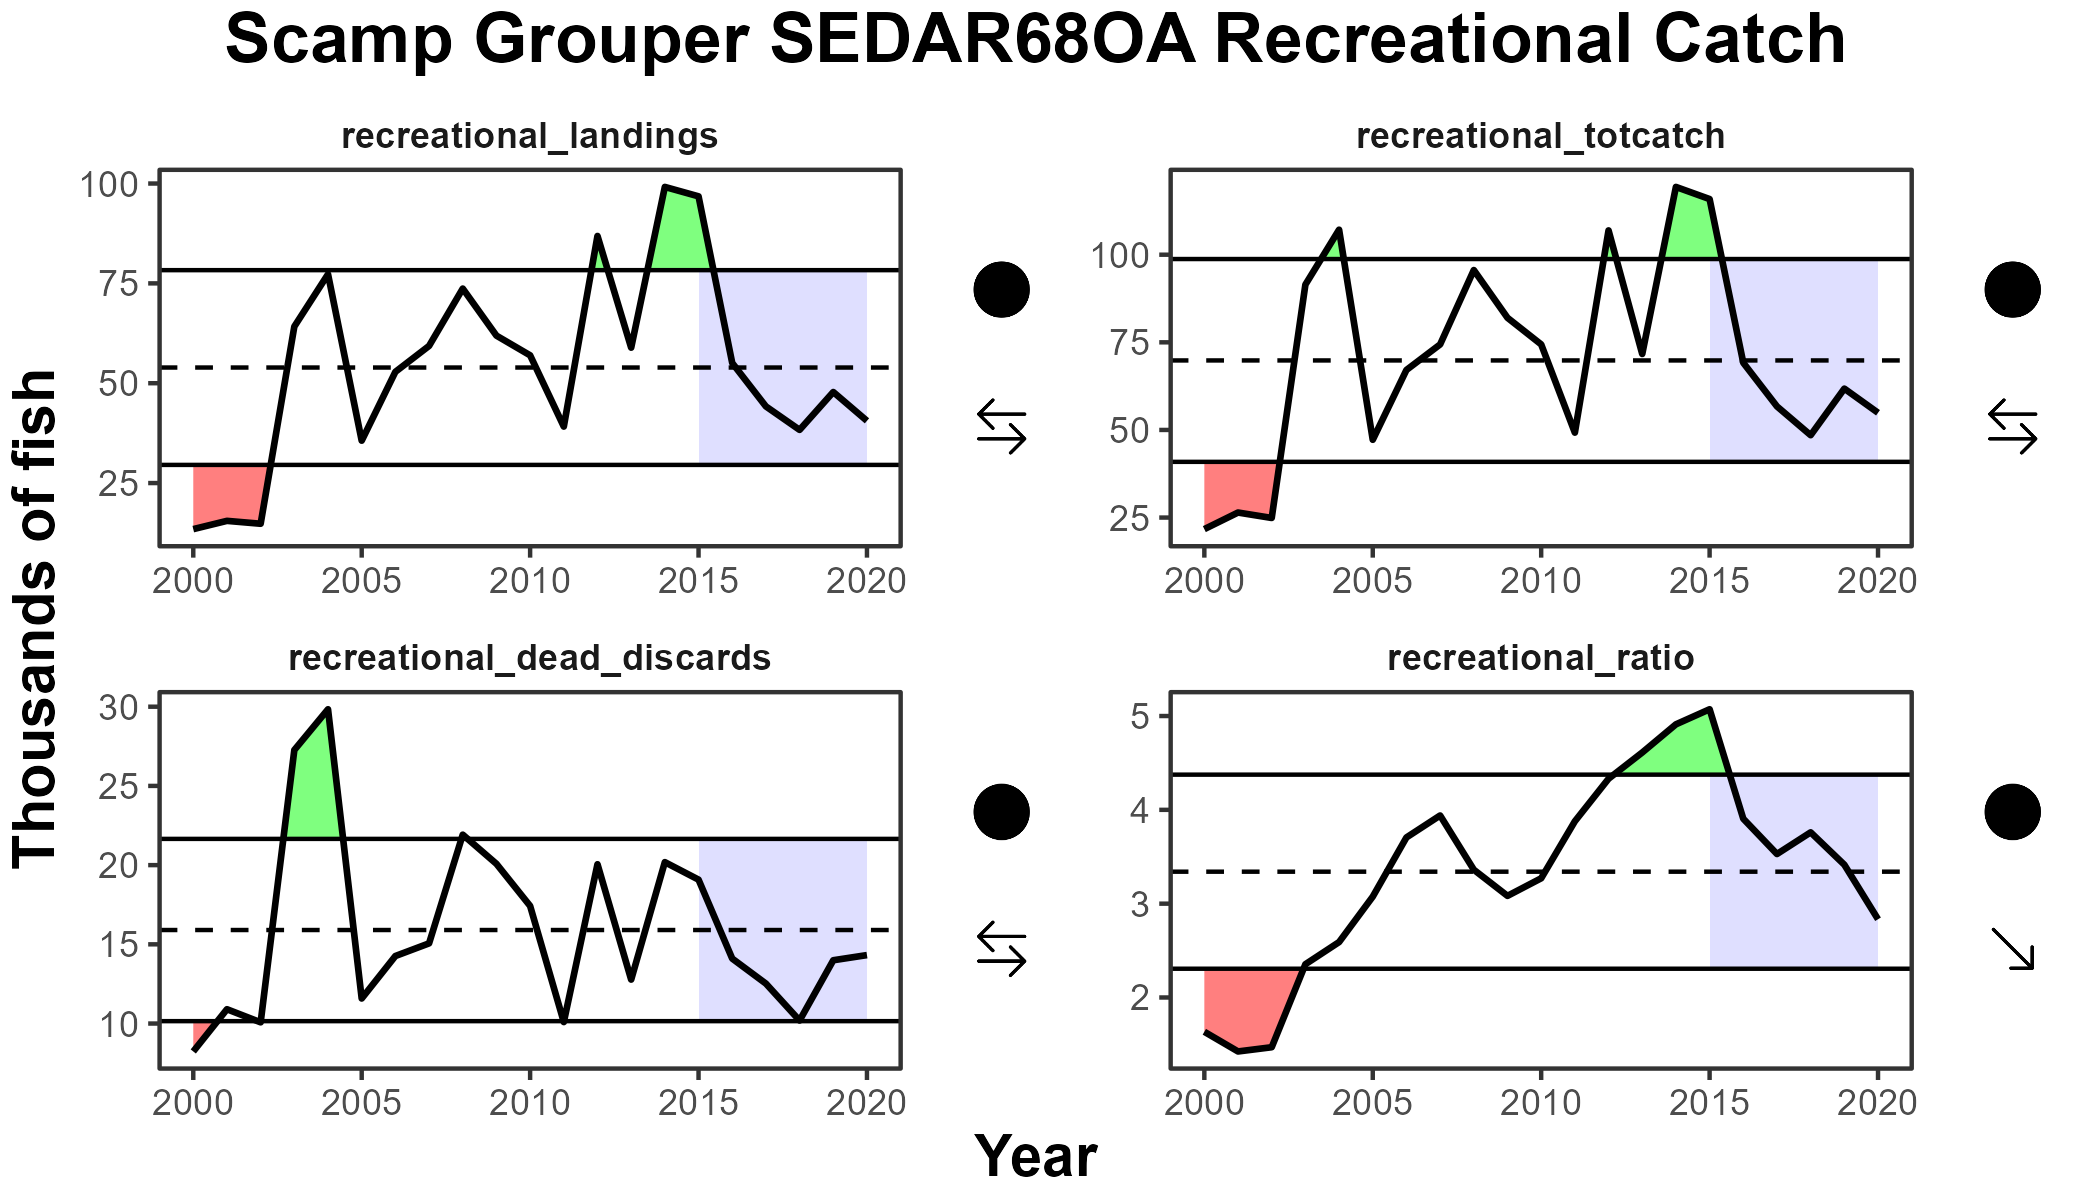 Scamp Grouper SEDAR68OA Recreational Catch
recreational_landings
100
75
50
25
2000 2005 2010 2015 2020
recreational_totcatch
100
75
50
25
2000 2005 2010 2015 2020
Thousands of fish
recreational_dead_discards
30
25
20
15
10
2000 2005 2010 2015 2020
recreational_ratio
5
4
3
2
2000 2005 2010 2015 2020
Year